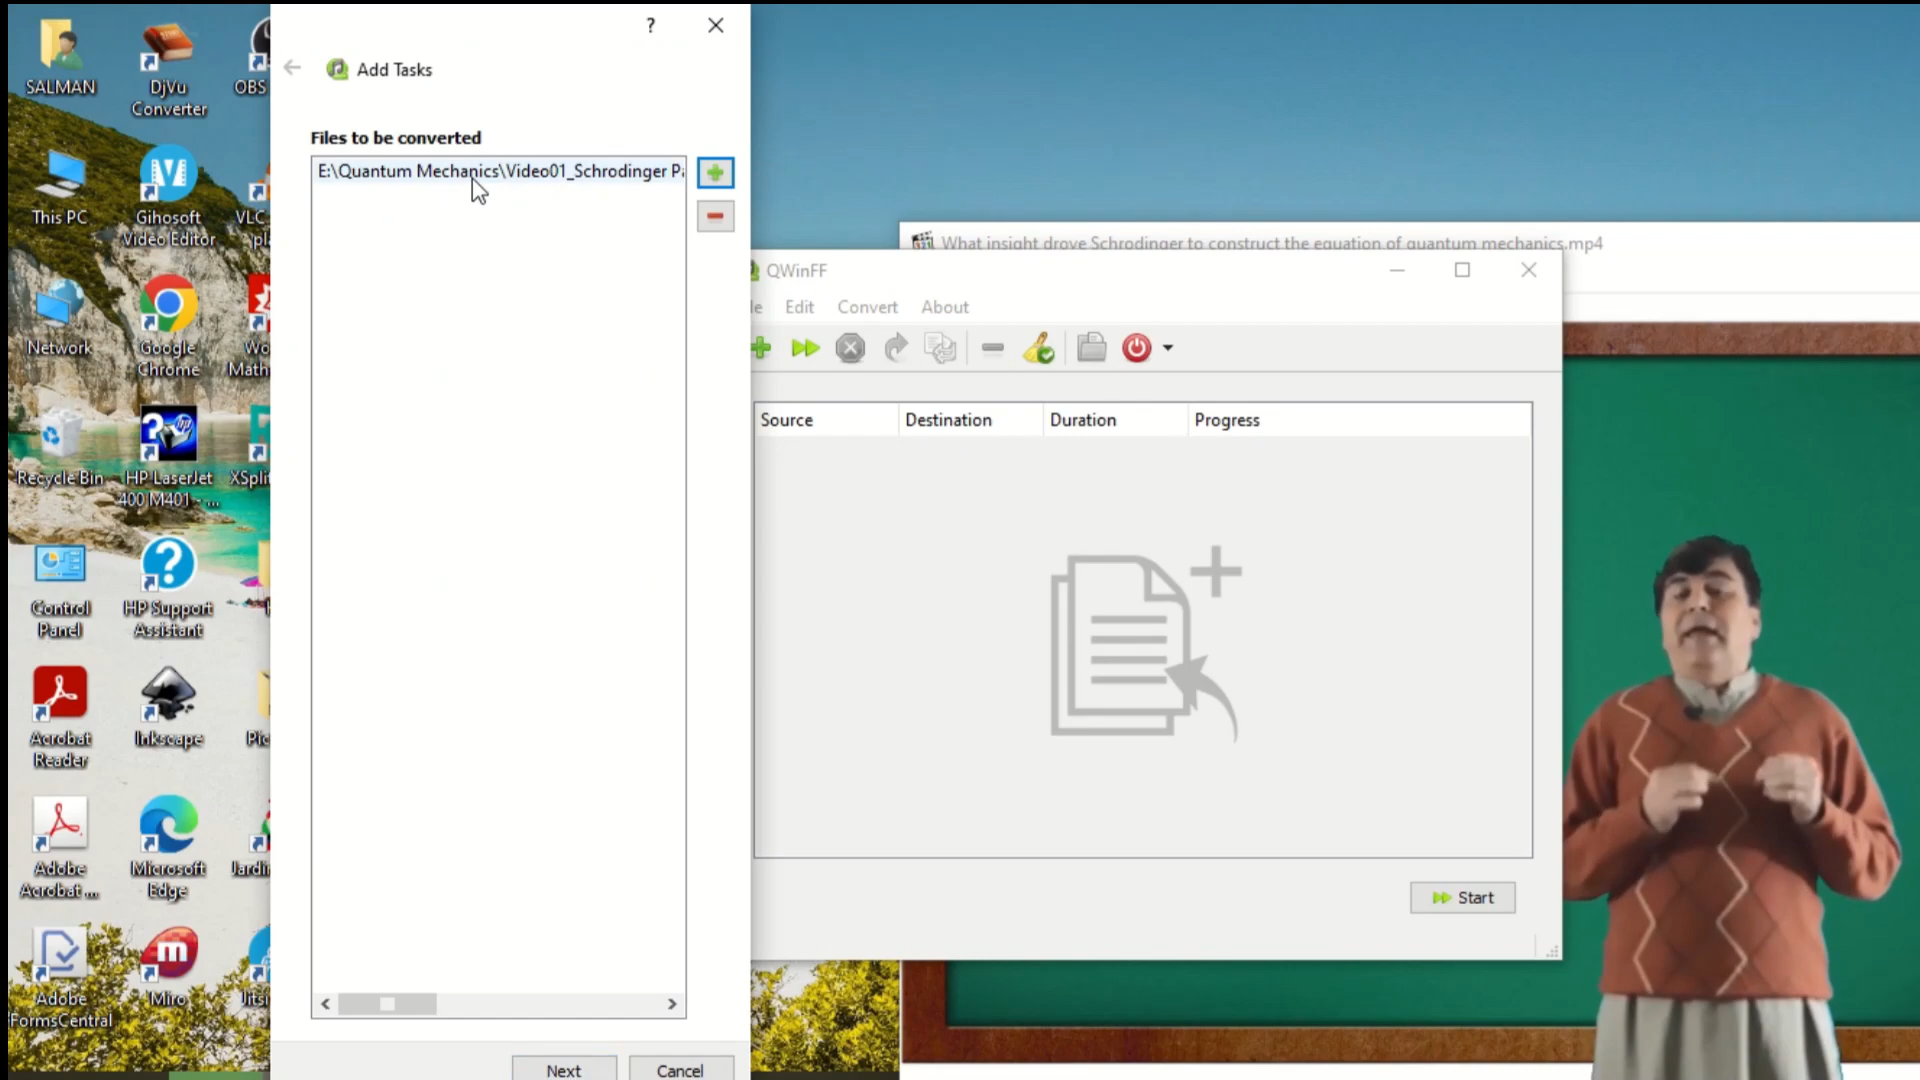 SALMAN
DjVu
Converter
OBS
This PC
Gihosoft
Video Editor
VLC
Network
Google
Chrome
Math
Recycle Bin
HP LaserJet
400 M401 - ...
XSplit
Control
Panel
HP Support
Assistant
Acrobat
Reader
Inkscape
Adobe
Acrobat ...
Microsoft
Edge
Adobe
FormsCentral
Miro
Add Tasks
Files to be converted
E:\Quantum Mechanics\Video01_Schrodinger
Next
Cancel
What insight drove Schrodinger to construct the equation of quantum mechanics.mp4
QWinFF
Edit
Convert
About
Source
Destination
Duration
Progress
Start